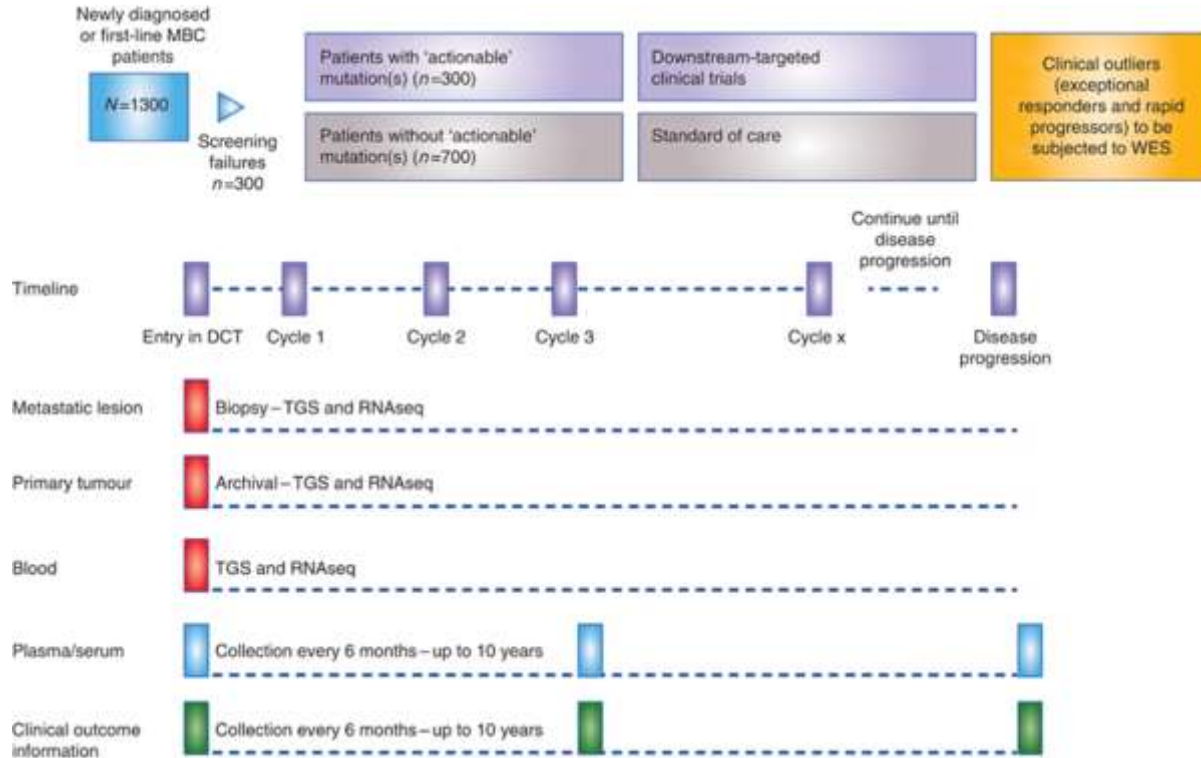 Newly diagnosed
or first-line MBC
patients
N=1300
Screening
failures
n=300
Patients with ‘actionable’
mutation(s) (n=300)
Patients without ‘actionable’
mutation(s) (n=700)
Downstream-targeted
clinical trials
Standard of care
Clinical outliers
(exceptional
responders and rapid
progressors) to be
subjected to WES
Continue until
disease
progression
Timeline
Entry in DCT
Cycle 1
Cycle 2
Cycle 3
Cycle x
Disease
progression
Metastatic lesion
Biopsy–TGS and RNAseq
Primary tumour
Archival–TGS and RNAseq
Blood
TGS and RNAseq
Plasma/serum
Collection every 6 months–up to 10 years
Clinical outcome
information
Collection every 6 months–up to 10 years